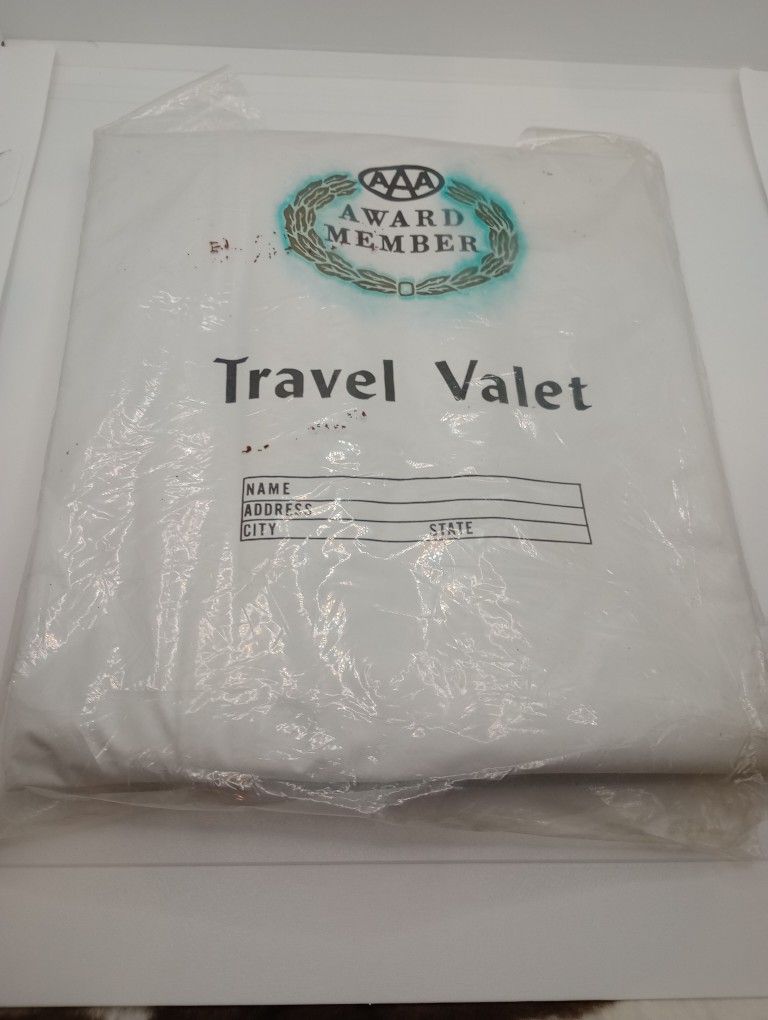 AAA
AWARD
MEMBER
Travel Valet
NAME
ADDRESS
CITY STATE